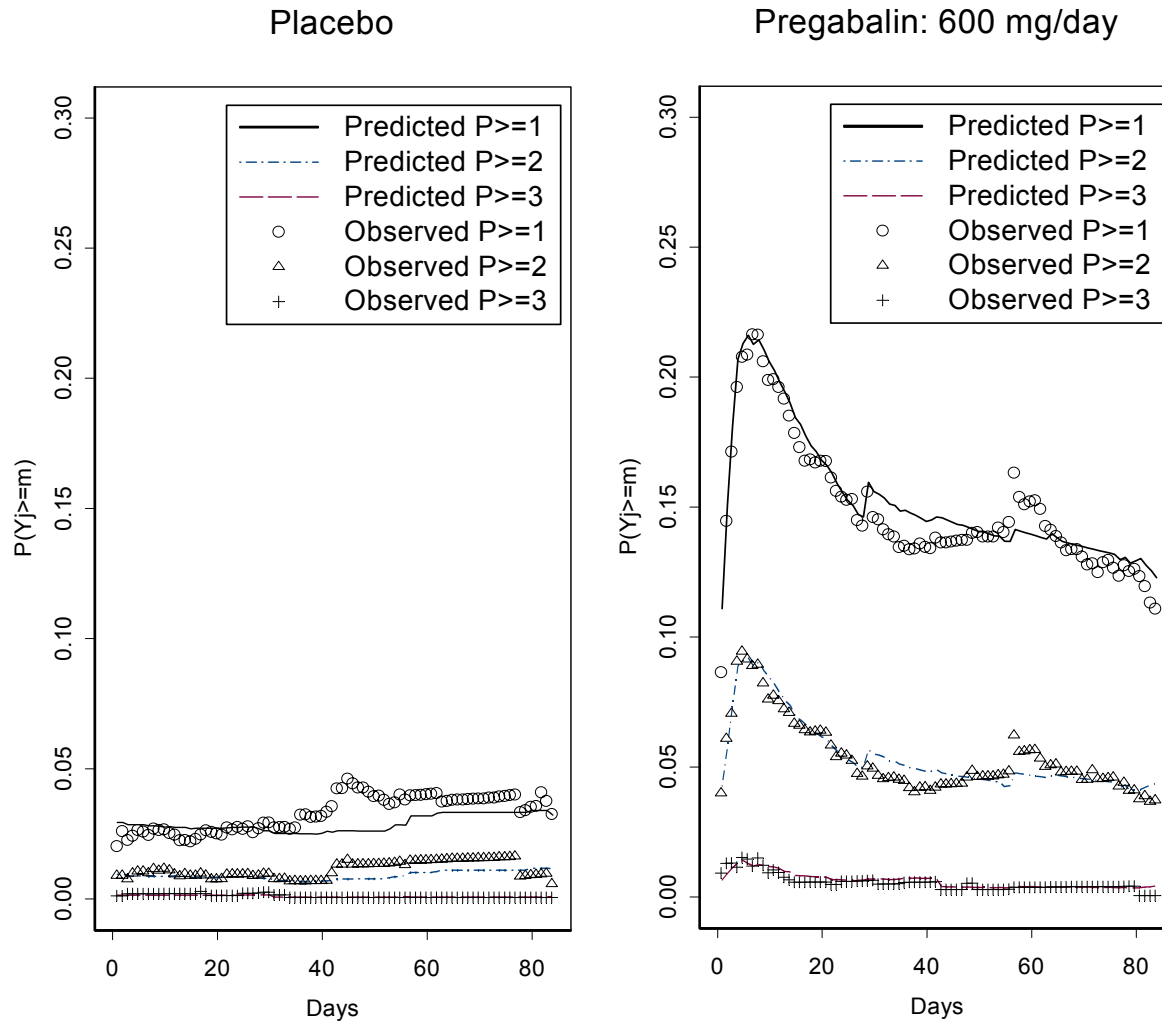 Placebo
0.30
0.25
0.20
0.15
0.10
0.05
0.00
P(Yj>=m)
Predicted P>=1
Predicted P>=2
Predicted P>=3
Observed P>=1
Observed P>=2
Observed P>=3
0 20 40 60 80
Days
Pregabalin: 600 mg/day
0.30
0.25
0.20
0.15
0.10
0.05
0.00
P(Yj>=m)
Predicted P>=1
Predicted P>=2
Predicted P>=3
Observed P>=1
Observed P>=2
Observed P>=3
0 20 40 60 80
Days